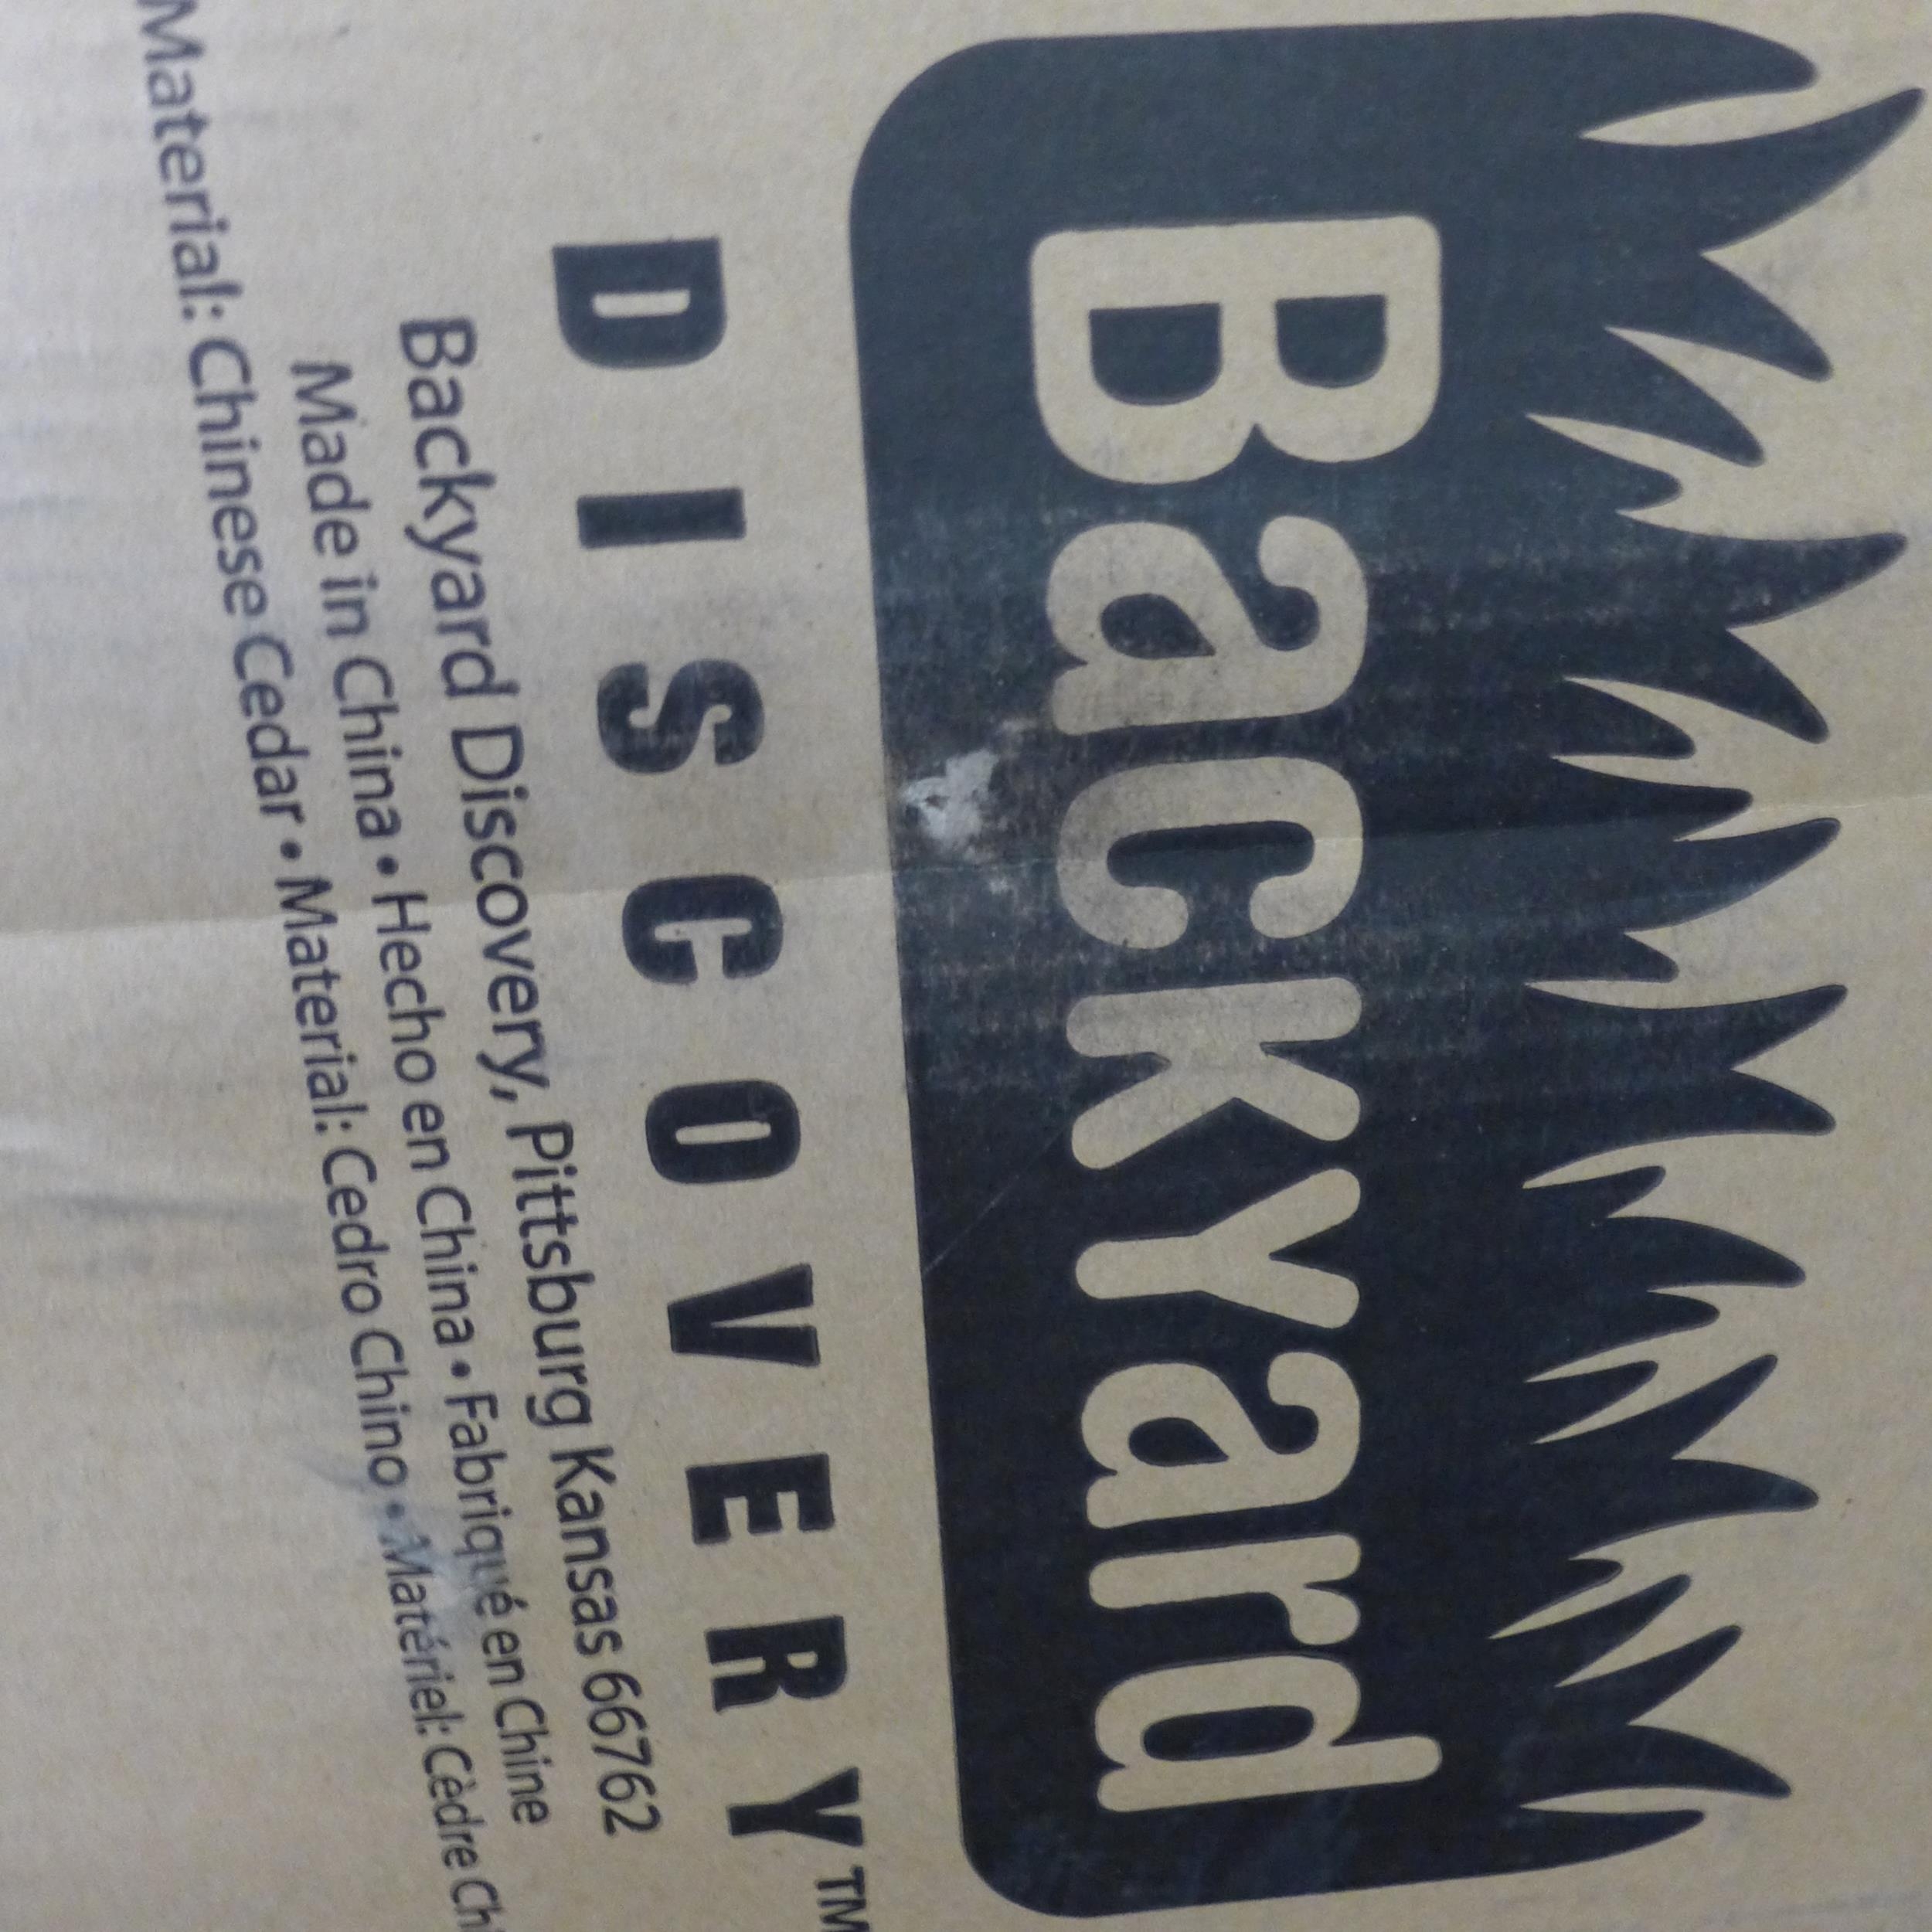 Backyard
DISCOVERY™
Backyard Discovery, Pittsburg Kansas 66762
Made in China • Hecho en China • Fabriqué en Chine
Material: Chinese Cedar • Material: Cedro Chino • Matériel: Cèdre